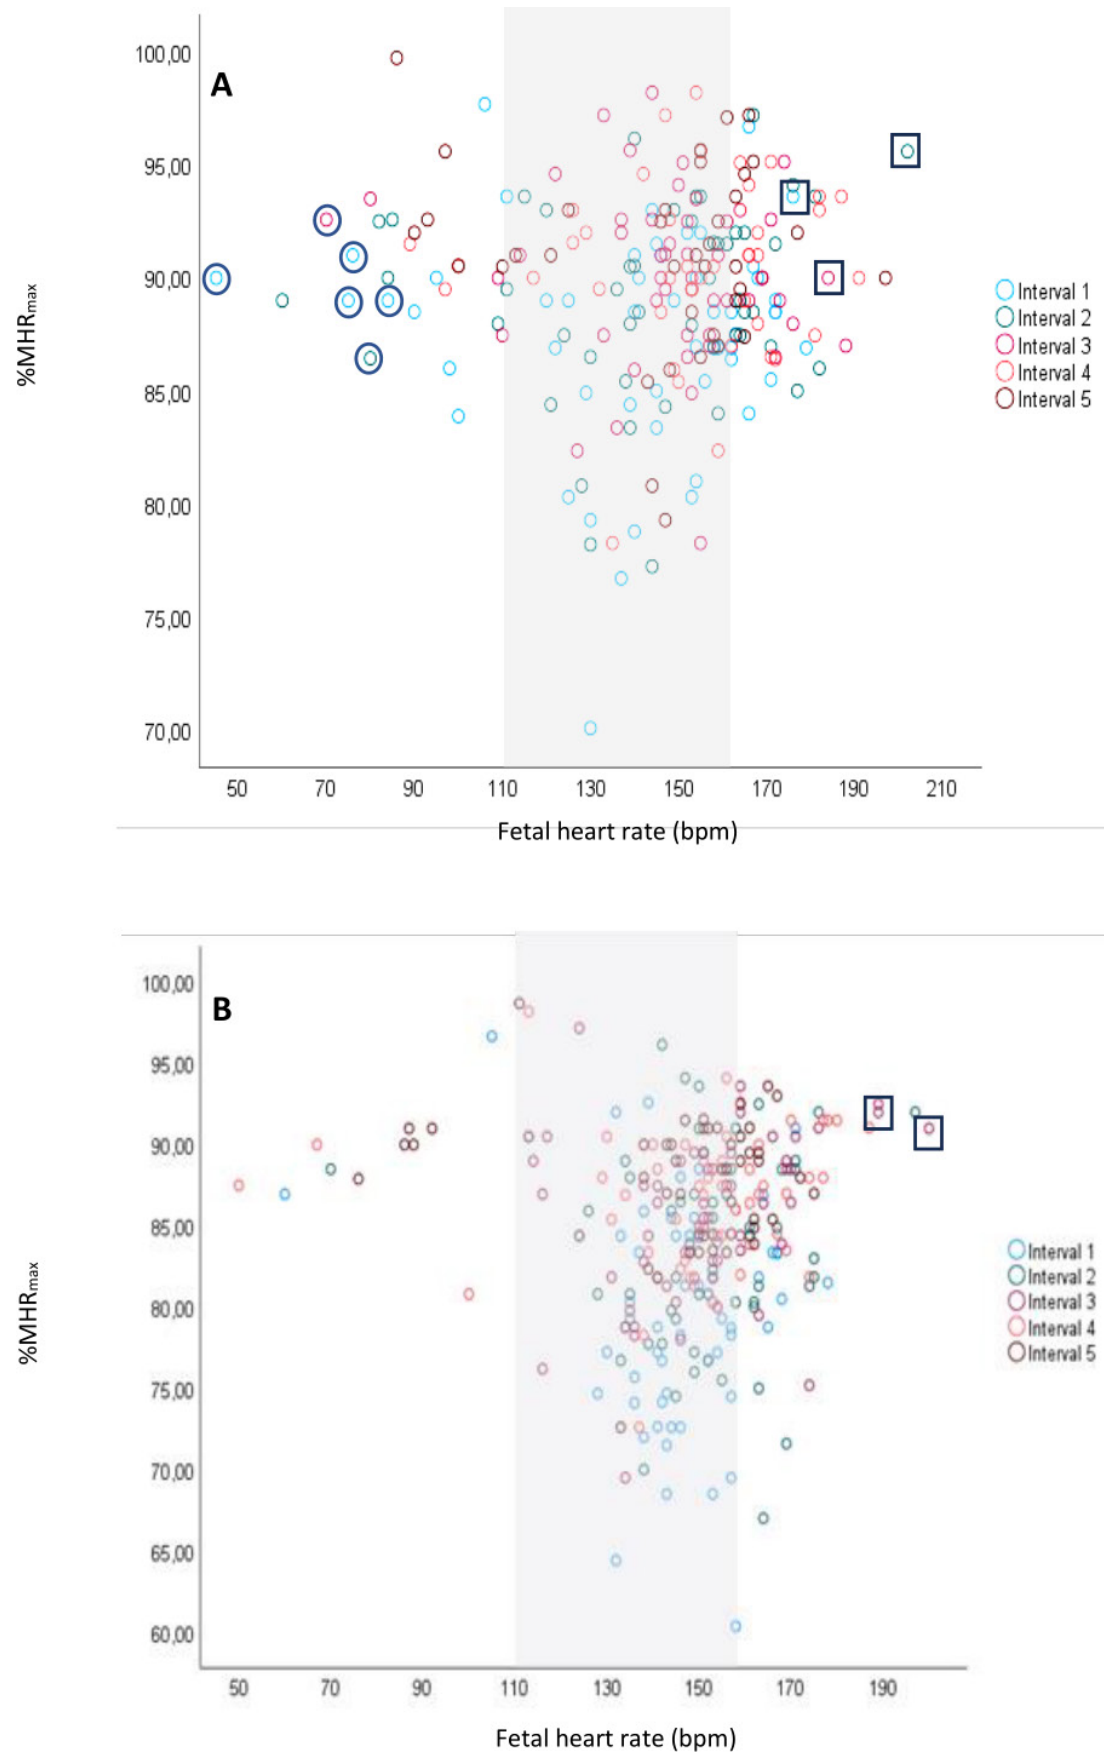 A
100,00
95,00
90,00
85,00
80,00
75,00
70,00
%MHRmax
50 70 90 110 130 150 170 190 210
Fetal heart rate (bpm)
Interval 1
Interval 2
Interval 3
Interval 4
Interval 5
B
100,00
95,00
90,00
85,00
80,00
75,00
70,00
65,00
60,00
%MHRmax
50 70 90 110 130 150 170 190
Fetal heart rate (bpm)
Interval 1
Interval 2
Interval 3
Interval 4
Interval 5